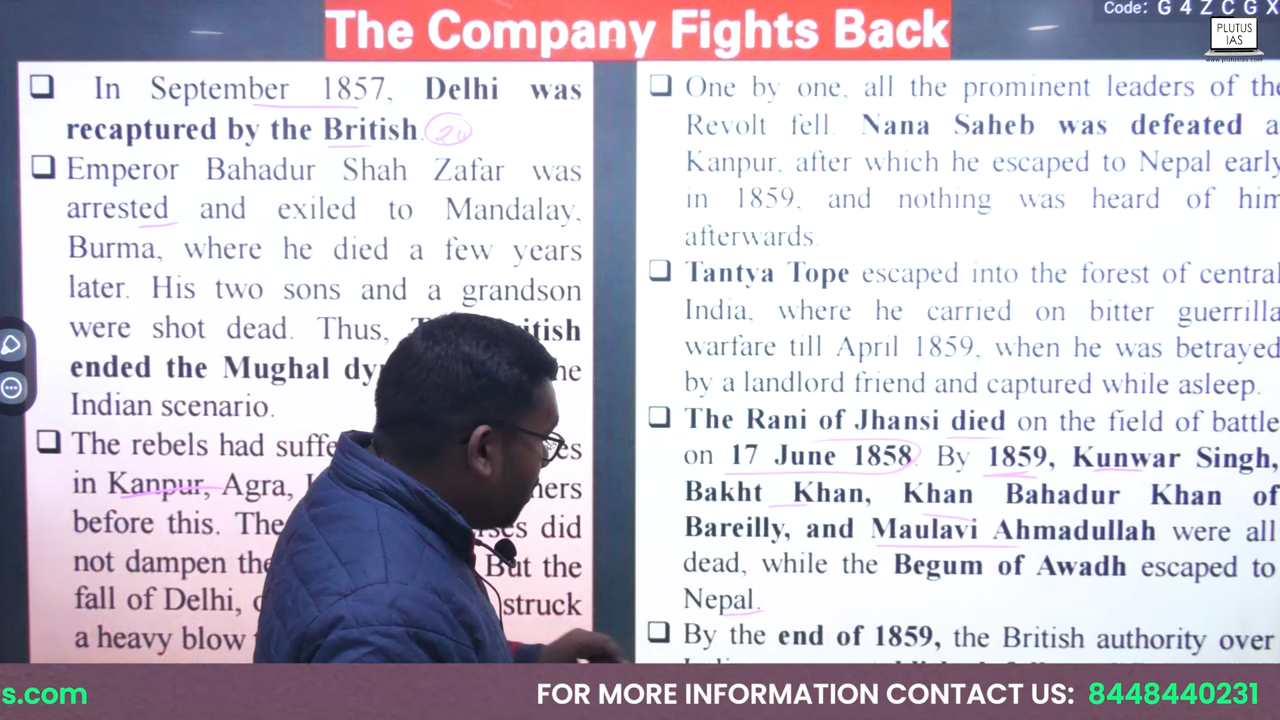 The Company Fights Back
Code: G 4 Z C G X
PLUTUS
IAS
www.plutusias.com
❑ In September 1857, Delhi was
recaptured by the British. 20
❑ Emperor Bahadur Shah Zafar was
arrested and exiled to Mandalay,
Burma, where he died a few years
later. His two sons and a grandson
were shot dead. Thus,
ended the Mughal
Indian scenario.
❑ The rebels had
in Kanpur, Agra,
before this. did
not dampen But the
fall of Delhi, struck
a heavy blow
❑ One by one, all the prominent leaders of the
Revolt fell. Nana Saheb was defeated a
Kanpur, after which he escaped to Nepal early
in 1859, and nothing was heard of him
afterwards.
❑ Tantya Tope escaped into the forest of central
India, where he carried on bitter guerrilla
warfare till April 1859, when he was betrayed
by a landlord friend and captured while asleep.
❑ The Rani of Jhansi died on the field of battle
on 17 June 1858. By 1859, Kunwar Singh,
Bakht Khan, Khan Bahadur Khan of
Bareilly, and Maulavi Ahmadullah were all
dead, while the Begum of Awadh escaped to
Nepal.
❑ By the end of 1859, the British authority over
s.com
FOR MORE INFORMATION CONTACT US: 8448440231